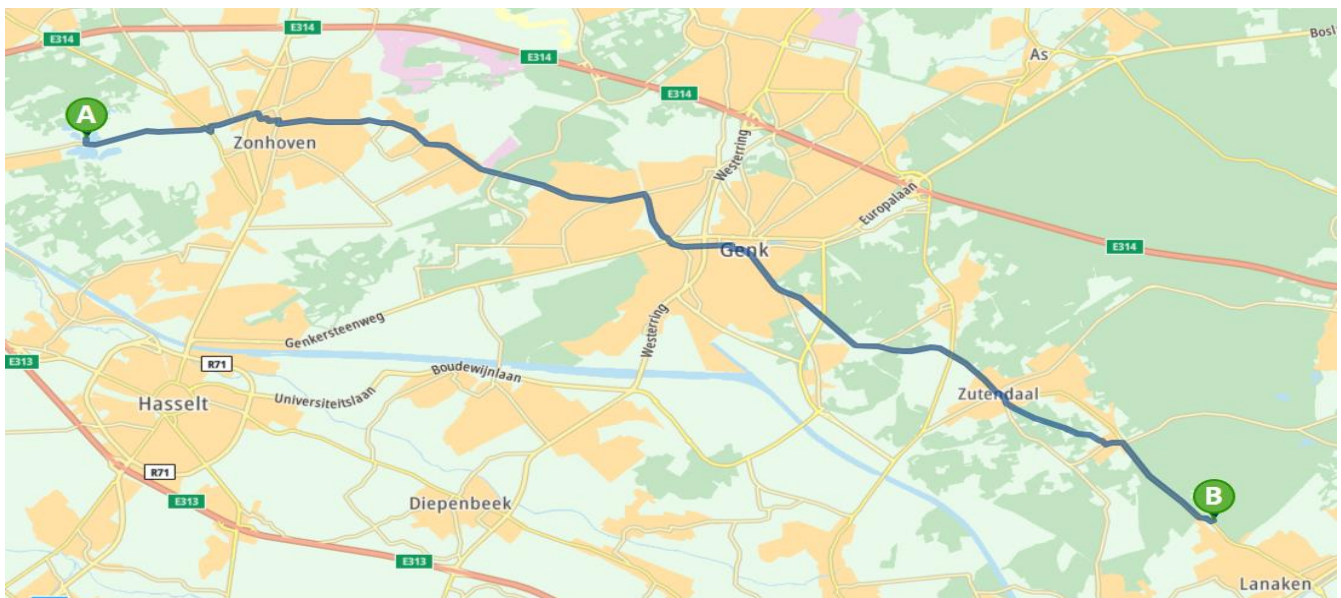 E314
E314
E314
E314
As
Bosl
A
Zonhoven
Westerring
Europalaan
Genk
E314
Genkersteenweg
Westerring
E313
R71
Boudewijnlaan
Universiteitslaan
Hasselt
Zutendaal
R71
E313
Diepenbeek
B
E313
Lanaken